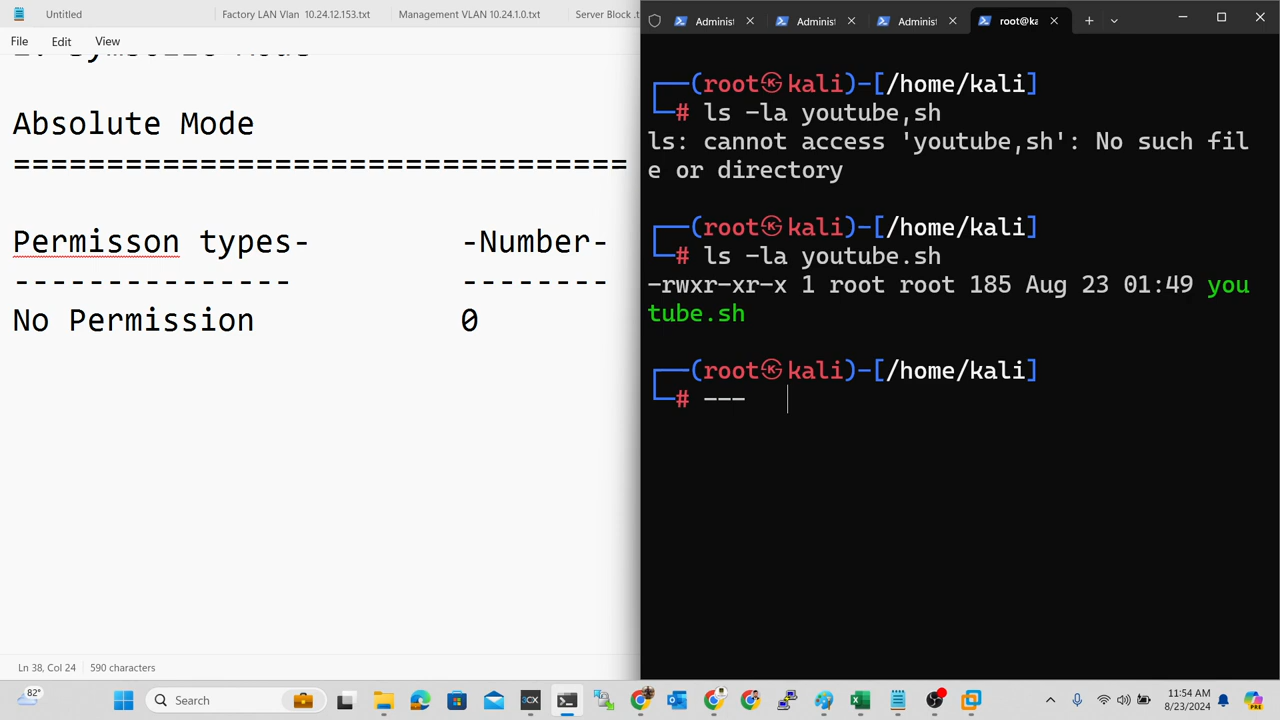 Untitled
Factory LAN Vlan 10.24.12.153.txt
Management VLAN 10.24.1.0.txt
Server Block .t
File
Edit
View
Absolute Mode
=================================
Permisson types-          -Number-
---------------           --------
No Permission             0
Ln 38, Col 24
590 characters
Administ
Administ
Administ
root@ka
┌──(root㉿kali)-[/home/kali]
└─# ls -la youtube,sh
ls: cannot access 'youtube,sh': No such fil
e or directory
┌──(root㉿kali)-[/home/kali]
└─# ls -la youtube.sh
-rwxr-xr-x 1 root root 185 Aug 23 01:49 you
tube.sh
┌──(root㉿kali)-[/home/kali]
└─# ---
82°
Search
3CX
PRE
11:54 AM
8/23/2024